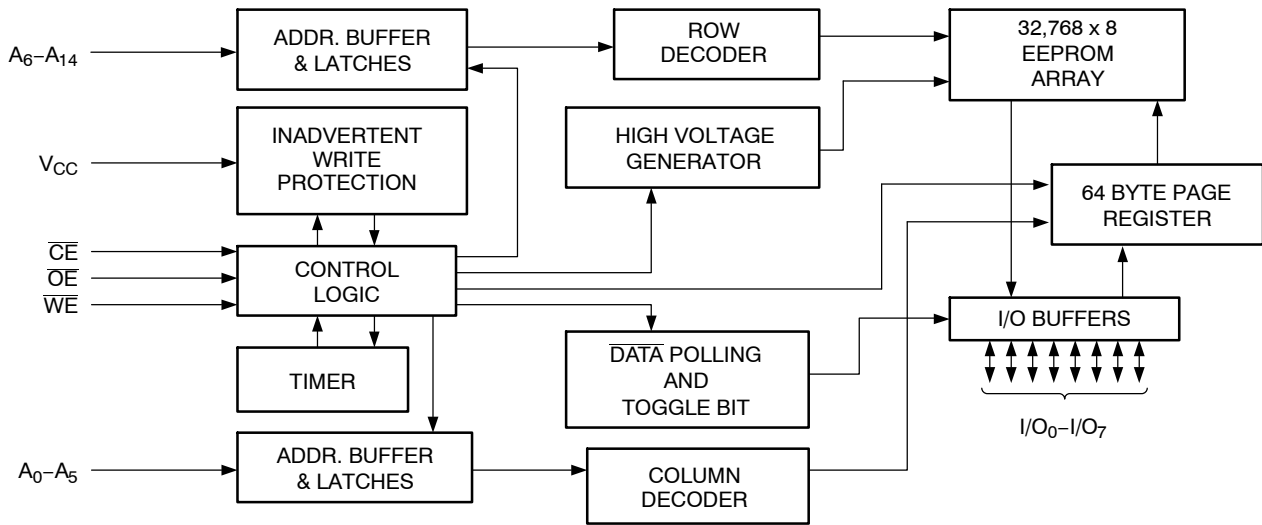 A6–A14
ADDR. BUFFER
& LATCHES
ROW
DECODER
32,768 x 8
EEPROM
ARRAY
VCC
INADVERTENT
WRITE
PROTECTION
HIGH VOLTAGE
GENERATOR
64 BYTE PAGE
REGISTER
CE
OE
WE
CONTROL
LOGIC
I/O BUFFERS
TIMER
DATA POLLING
AND
TOGGLE BIT
I/O0–I/O7
A0–A5
ADDR. BUFFER
& LATCHES
COLUMN
DECODER